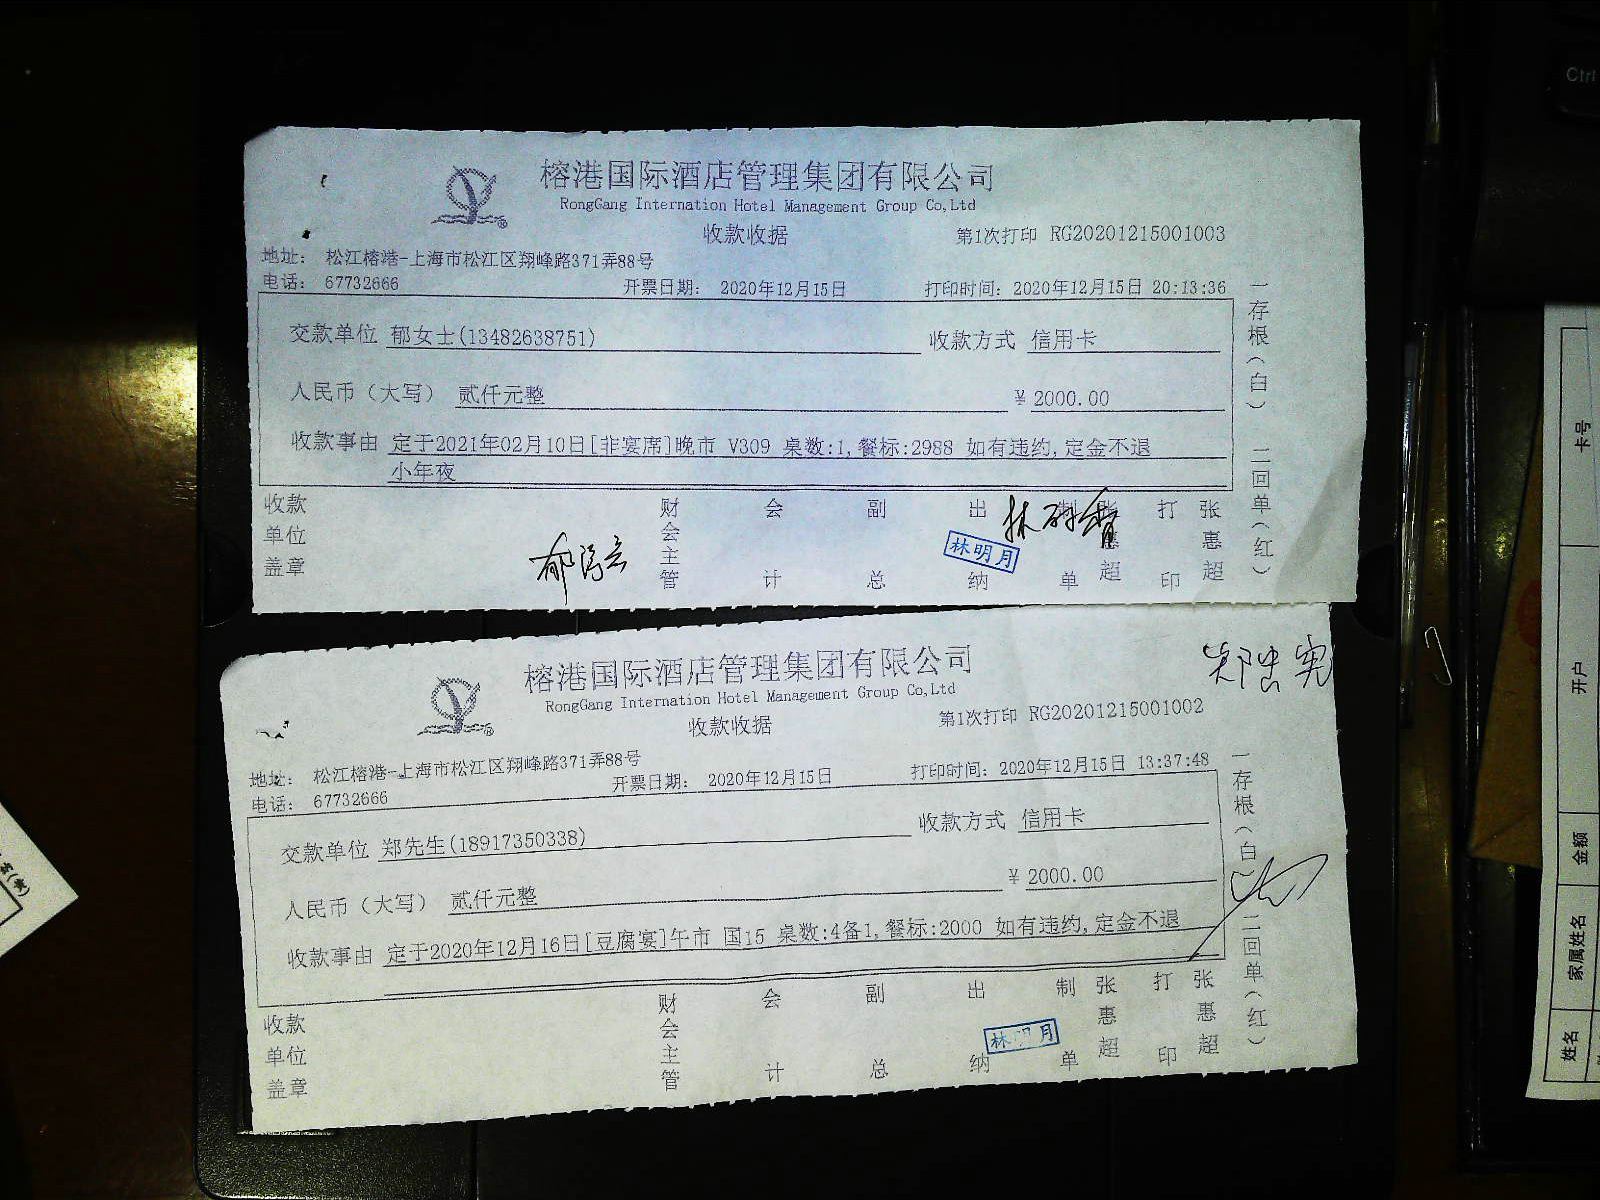 榕港国际酒店管理集团有限公司
RongGang Internation Hotel Management Group Co,Ltd
收款收据
第1次打印 RG20201215001003
地址： 松江榕港-上海市松江区翔峰路371弄88号
电话： 67732666
开票日期： 2020年12月15日
打印时间：2020年12月15日 20:13:36
交款单位 郁女士(13482638751)
收款方式 信用卡
人民币（大写） 贰仟元整
￥ 2000.00
收款事由 定于2021年02月10日[非宴席]晚市 V309 桌数:1,餐标:2988 如有违约,定金不退
小年夜
收款单位盖章
财会主管
会计
副总
出纳
林明月
制单
张惠超
打印
张惠超
一存根（白） 二回单（红）
榕港国际酒店管理集团有限公司
RongGang Internation Hotel Management Group Co,Ltd
收款收据
第1次打印 RG20201215001002
地址： 松江榕港-上海市松江区翔峰路371弄88号
电话： 67732666
开票日期： 2020年12月15日
打印时间：2020年12月15日 13:37:48
交款单位 郑先生(18917350338)
收款方式 信用卡
人民币（大写） 贰仟元整
￥ 2000.00
收款事由 定于2020年12月16日[豆腐宴]午市 国15 桌数:4备1,餐标:2000 如有违约,定金不退
收款单位盖章
财会主管
会计
副总
出纳
林明月
制单
张惠超
打印
张惠超
一存根（白） 二回单（红）
Ctrl
卡号
开户
金额
家属姓名
姓名